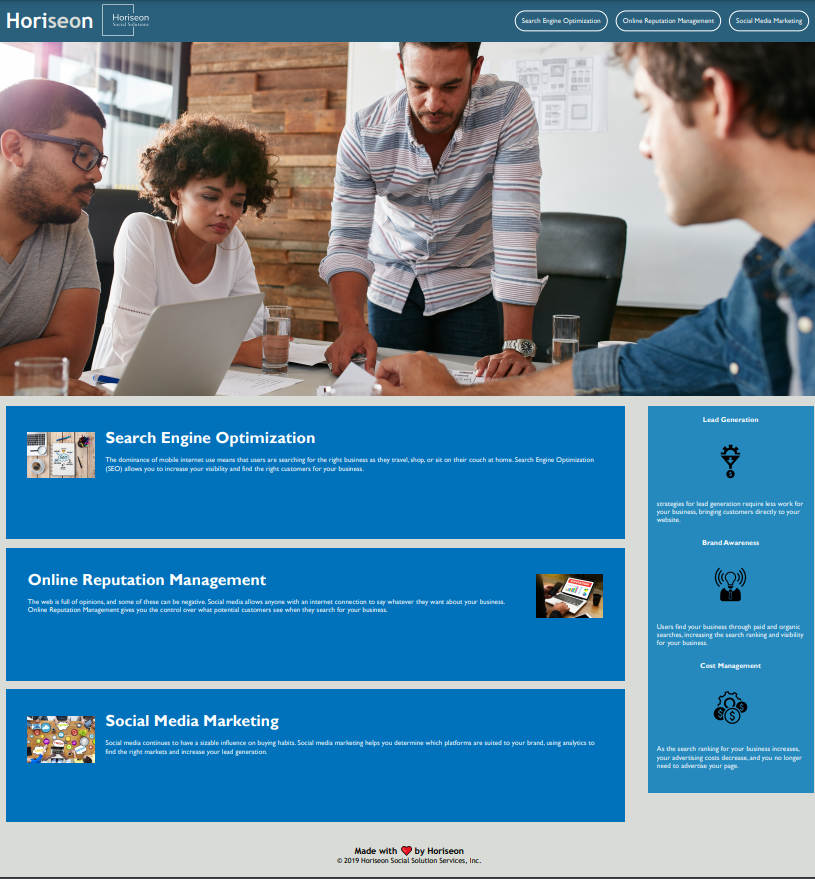 Horiseon
Horiseon
Social Solutions
Search Engine Optimization
Online Reputation Management
Social Media Marketing
Search Engine Optimization
The dominance of mobile internet use means that users are searching for the right business as they travel, shop, or sit on their couch at home. Search Engine Optimization
(SEO) allows you to increase your visibility and find the right customers for your business.
Online Reputation Management
The web is full of opinions, and some of these can be negative. Social media allows anyone with an internet connection to say whatever they want about your business.
Online Reputation Management gives you the control over what potential customers see when they search for your business.
Social Media Marketing
Social media continues to have a sizable influence on buying habits. Social media marketing helps you determine which platforms are suited to your brand, using analytics to
find the right markets and increase your lead generation.
Lead Generation
strategies for lead generation require less work for
your business, bringing customers directly to your
website.
Brand Awareness
Users find your business through paid and organic
searches, increasing the search ranking and visibility
for your business.
Cost Management
As the search ranking for your business increases,
your advertising costs decrease, and you no longer
need to advertise your page.
Made with ❤️ by Horiseon
© 2019 Horiseon Social Solution Services, Inc.